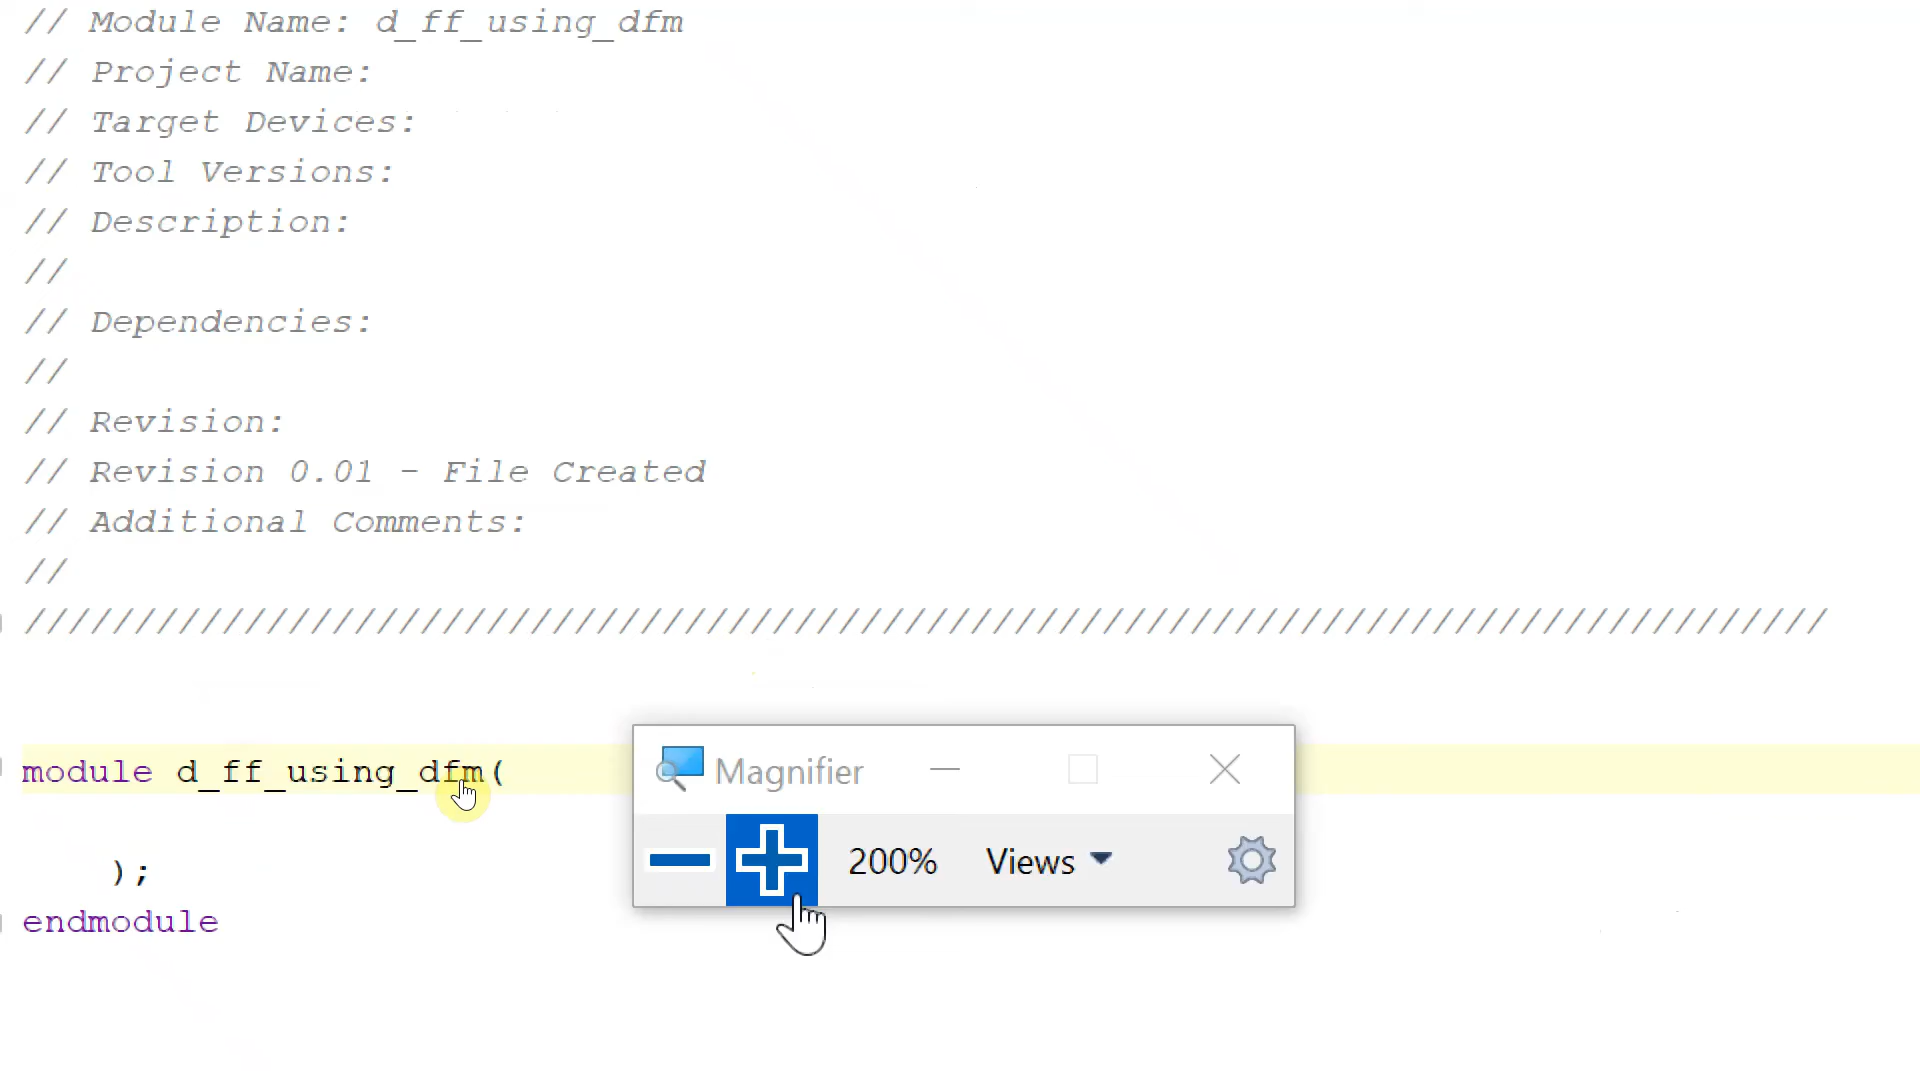 // Module Name: d_ff_using_dfm
// Project Name:
// Target Devices:
// Tool Versions:
// Description:
//
// Dependencies:
//
// Revision:
// Revision 0.01 - File Created
// Additional Comments:
//
//////////////////////////////////////////////////////////////////////////////////
module d_ff_using_dfm(
Magnifier
200% Views
);
endmodule